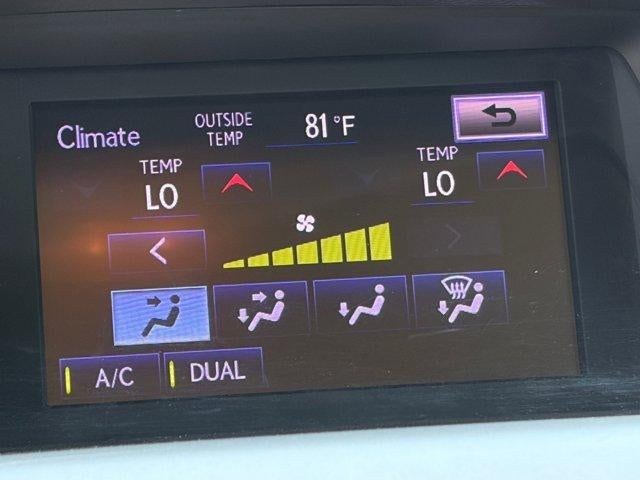 Climate
OUTSIDE
TEMP
81°F
TEMP
LO
TEMP
LO
A/C
DUAL